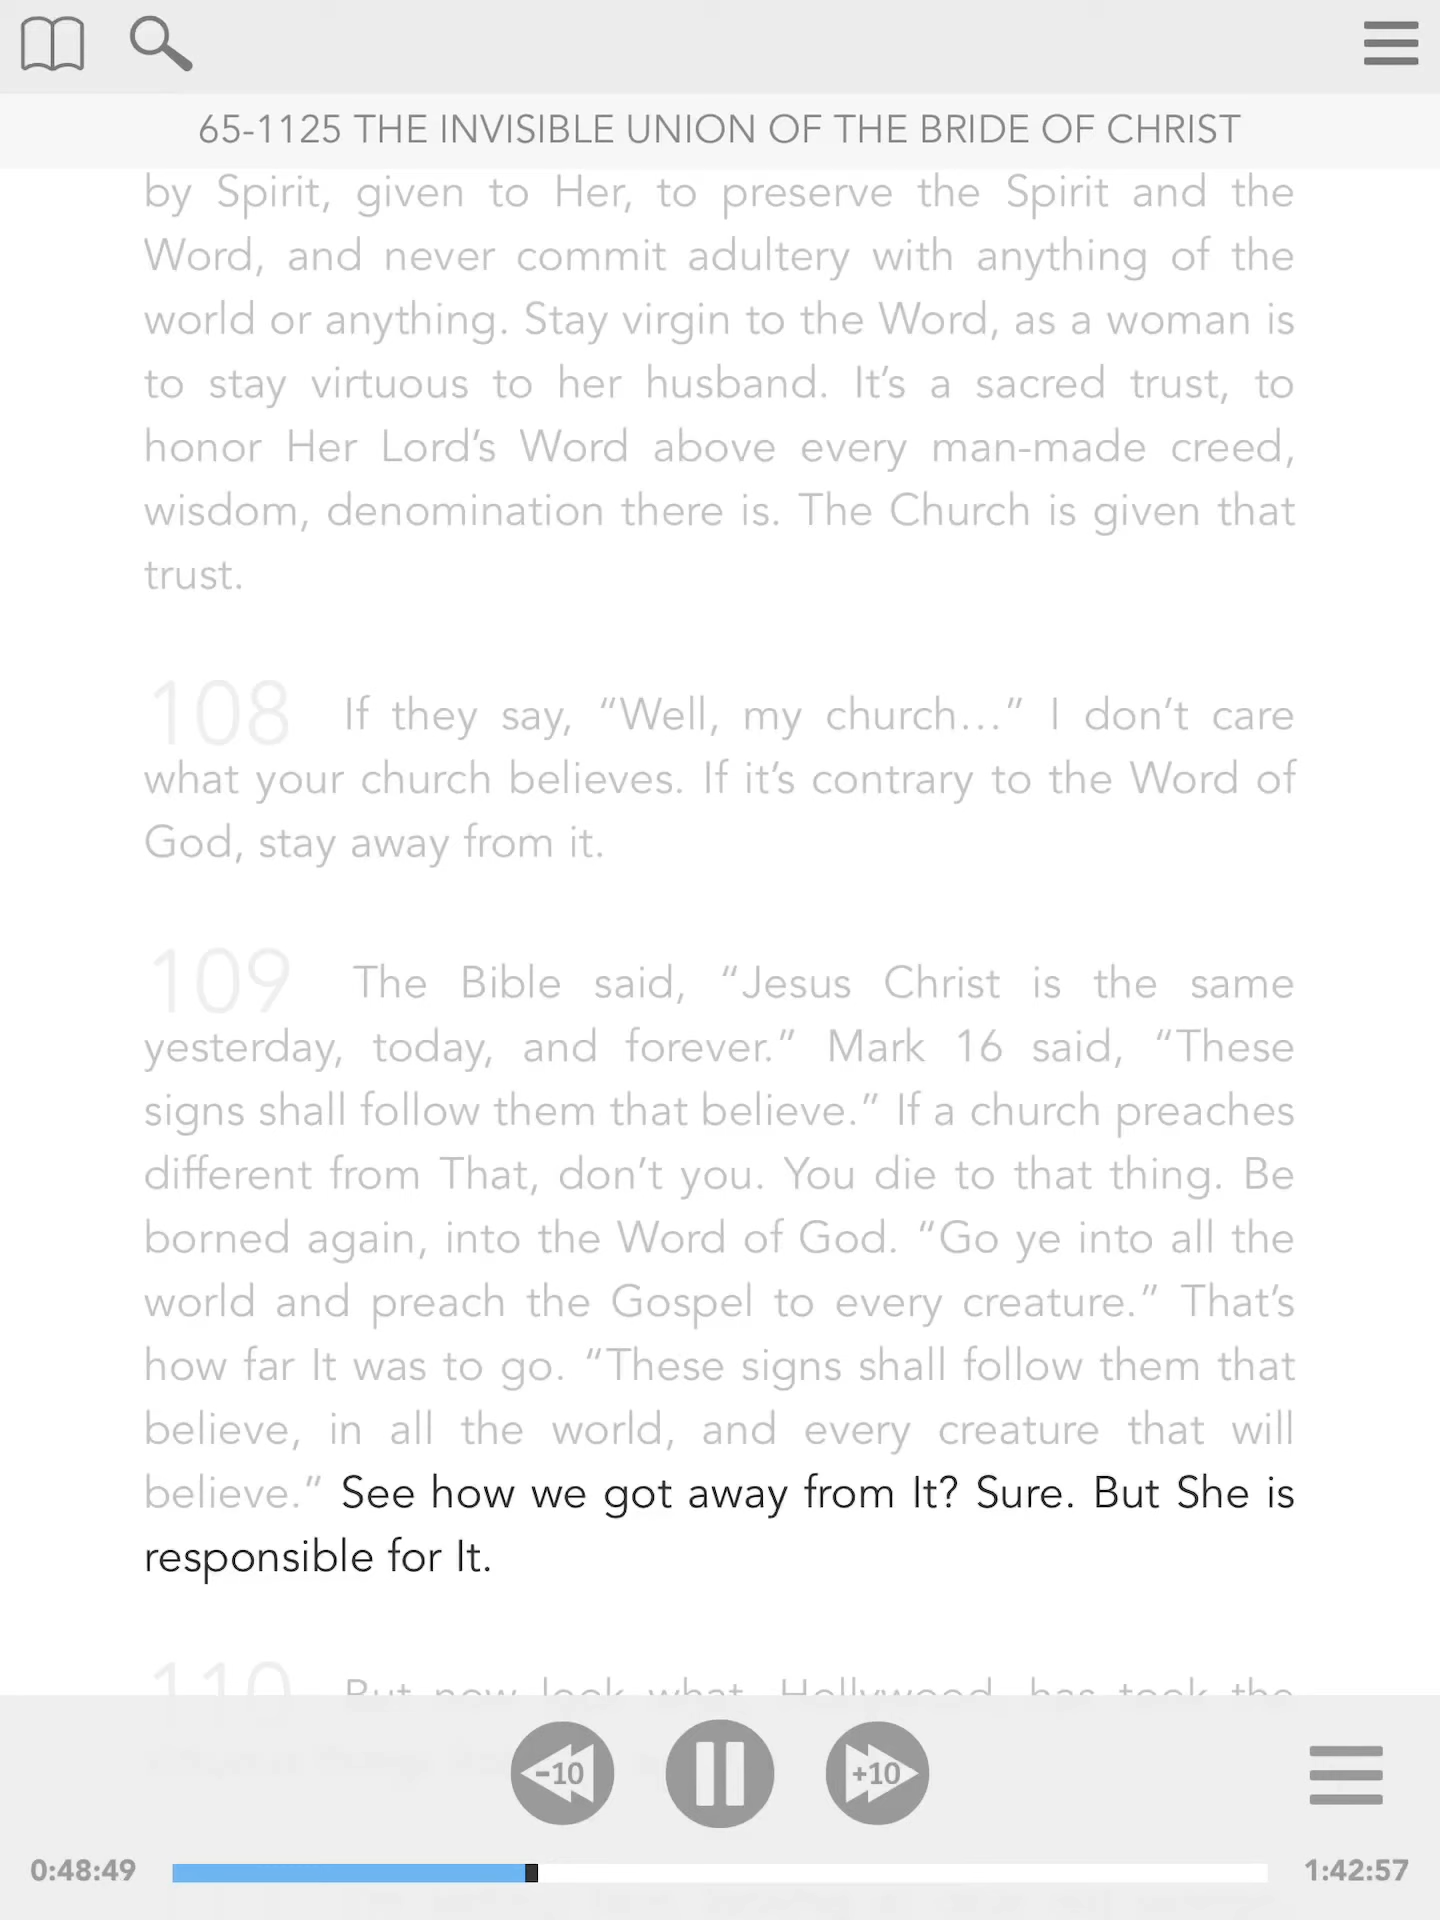 65-1125 THE INVISIBLE UNION OF THE BRIDE OF CHRIST
by Spirit, given to Her, to preserve the Spirit and the
Word, and never commit adultery with anything of the
world or anything. Stay virgin to the Word, as a woman is
to stay virtuous to her husband. It’s a sacred trust, to
honor Her Lord’s Word above every man-made creed,
wisdom, denomination there is. The Church is given that
trust.
108 If they say, “Well, my church…” I don’t care
what your church believes. If it’s contrary to the Word of
God, stay away from it.
109 The Bible said, “Jesus Christ is the same
yesterday, today, and forever.” Mark 16 said, “These
signs shall follow them that believe.” If a church preaches
different from That, don’t you. You die to that thing. Be
borned again, into the Word of God. “Go ye into all the
world and preach the Gospel to every creature.” That’s
how far It was to go. “These signs shall follow them that
believe, in all the world, and every creature that will
believe.” See how we got away from It? Sure. But She is
responsible for It.
110 But now look what Hollywood has took the
-10 +10
0:48:49 1:42:57